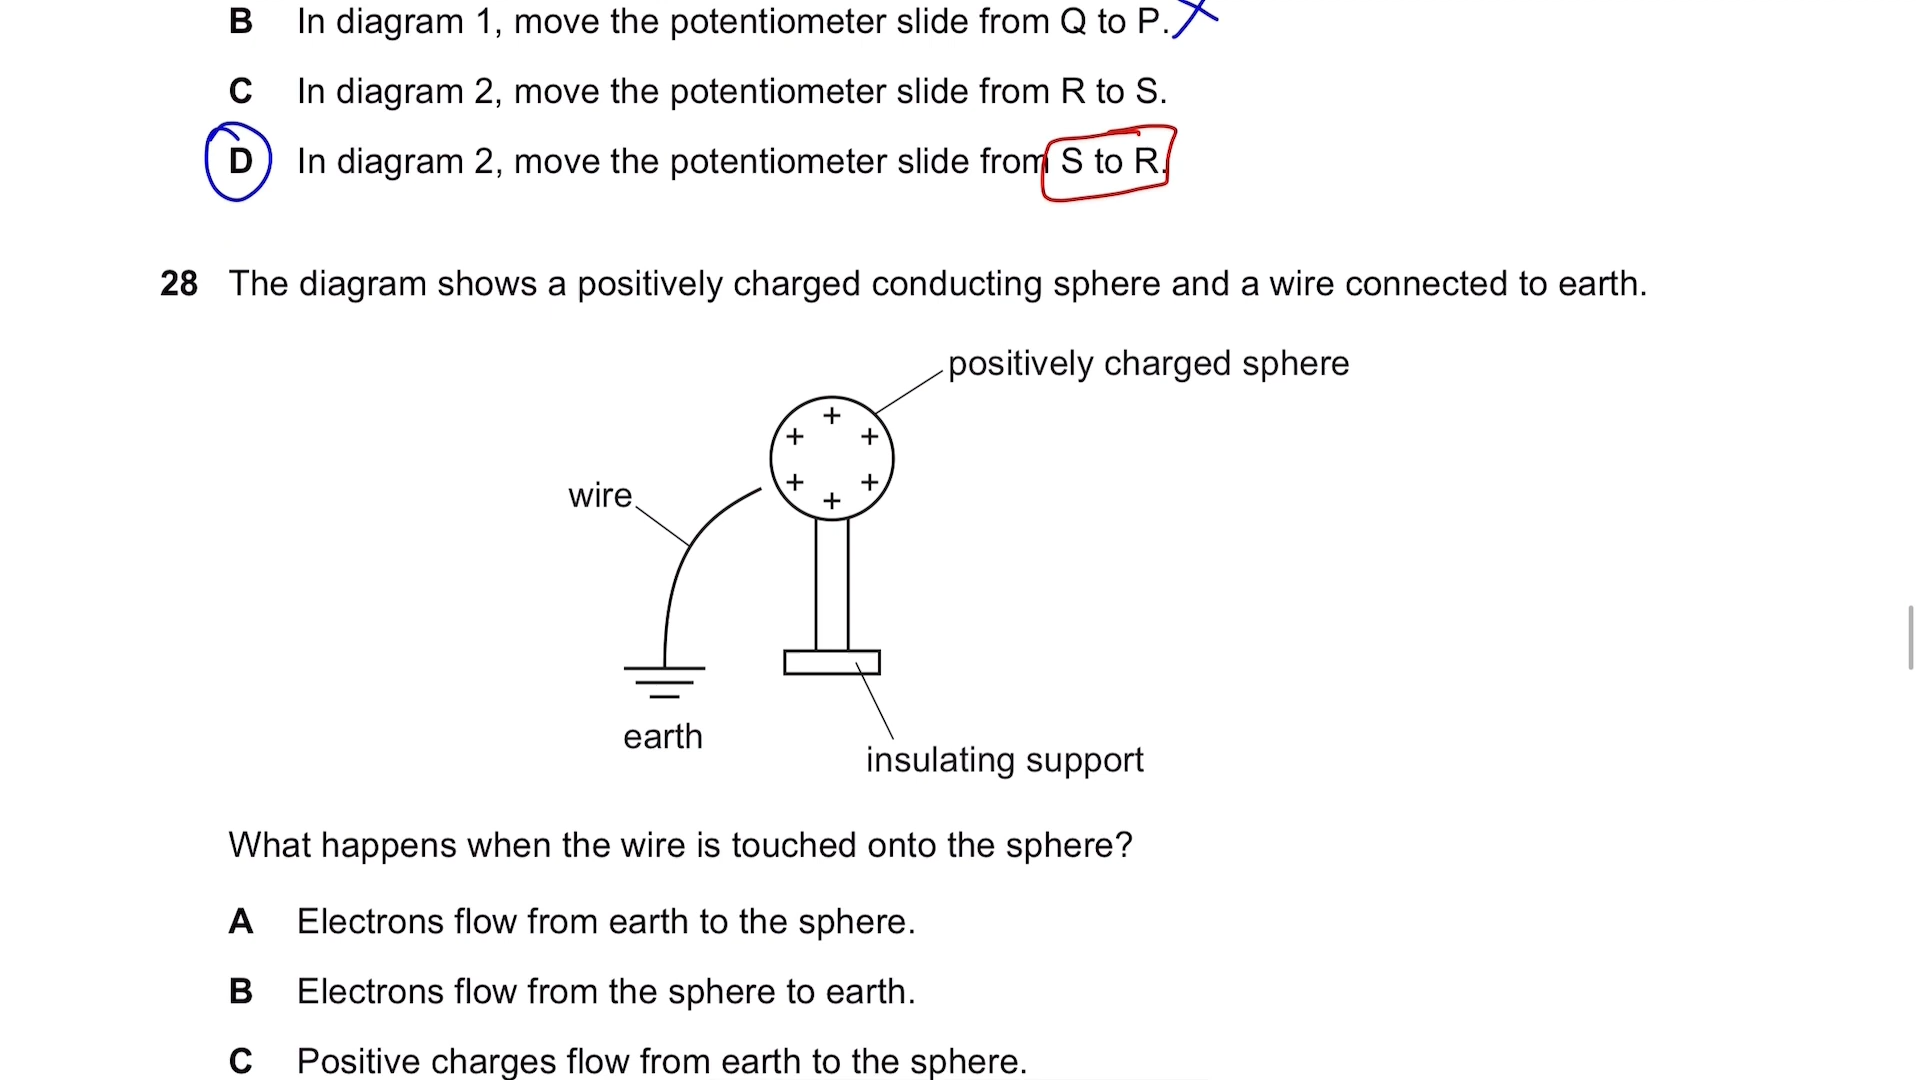 B In diagram 1, move the potentiometer slide from Q to P.
C In diagram 2, move the potentiometer slide from R to S.
D In diagram 2, move the potentiometer slide from S to R.
28 The diagram shows a positively charged conducting sphere and a wire connected to earth.
positively charged sphere
+
+ +
wire
+ +
+
earth
insulating support
What happens when the wire is touched onto the sphere?
A Electrons flow from earth to the sphere.
B Electrons flow from the sphere to earth.
C Positive charges flow from earth to the sphere.